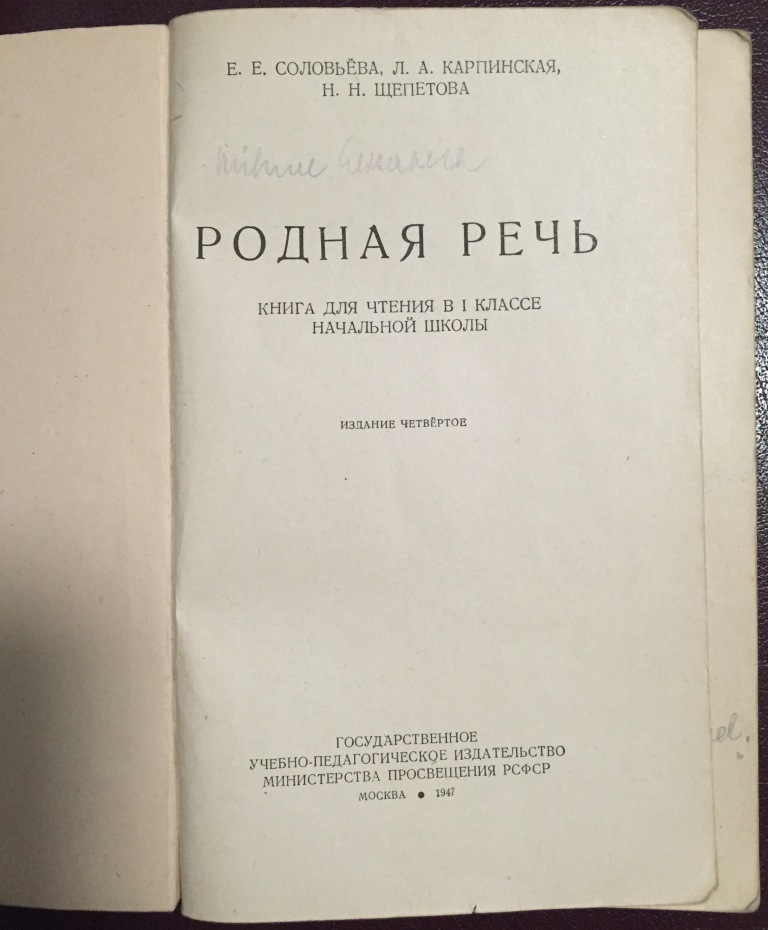 Е. Е. СОЛОВЬЁВА, Л. А. КАРПИНСКАЯ,
Н. Н. ЩЕПЕТОВА
РОДНАЯ РЕЧЬ
КНИГА ДЛЯ ЧТЕНИЯ В I КЛАССЕ
НАЧАЛЬНОЙ ШКОЛЫ
ИЗДАНИЕ ЧЕТВЁРТОЕ
ГОСУДАРСТВЕННОЕ
УЧЕБНО-ПЕДАГОГИЧЕСКОЕ ИЗДАТЕЛЬСТВО
МИНИСТЕРСТВА ПРОСВЕЩЕНИЯ РСФСР
МОСКВА ● 1947